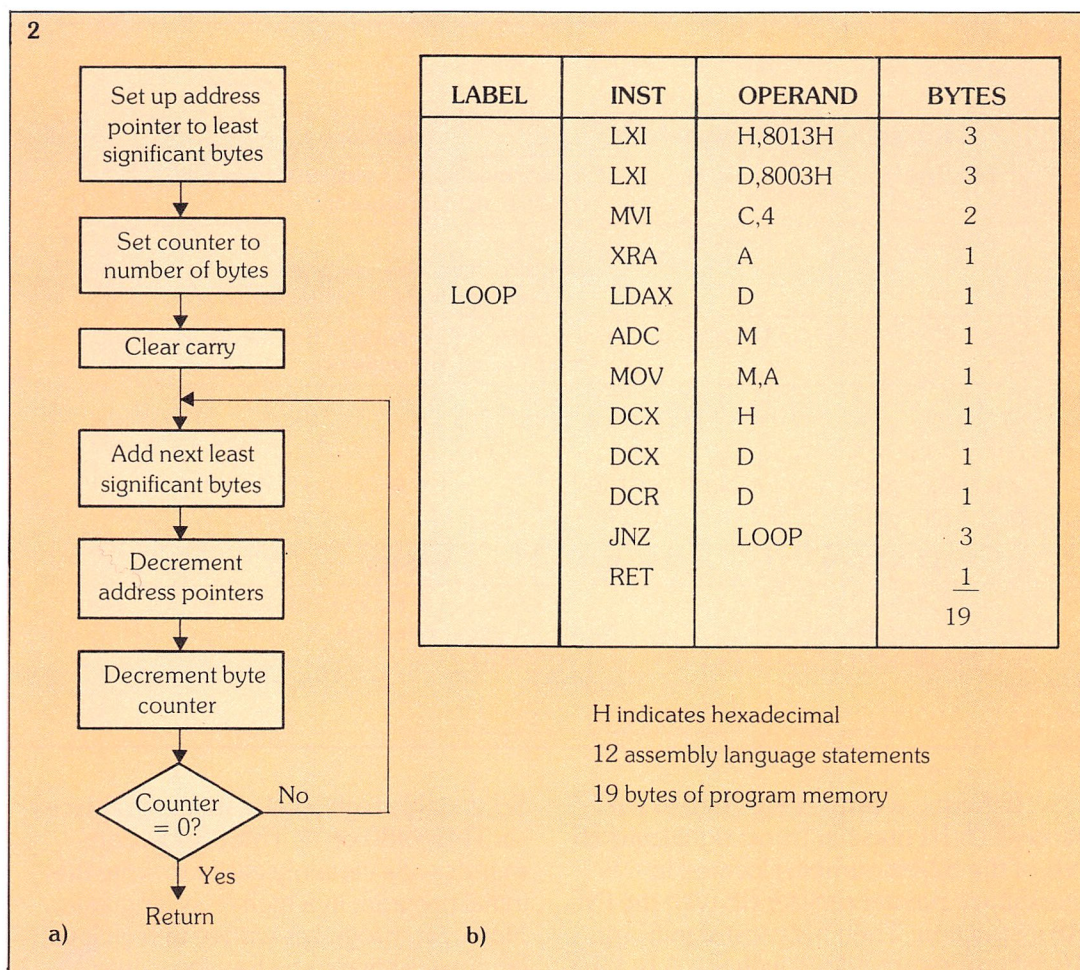 2
Set up address
pointer to least
significant bytes
Set counter to
number of bytes
Clear carry
Add next least
significant bytes
Decrement
address pointers
Decrement byte
counter
Counter
= 0?
No
Yes
Return
a)
LABEL INST OPERAND BYTES
LXI H,8013H 3
LXI D,8003H 3
MVI C,4 2
XRA A 1
LOOP LDAX D 1
ADC M 1
MOV M,A 1
DCX H 1
DCX D 1
DCR D 1
JNZ LOOP 3
RET 1
19
H indicates hexadecimal
12 assembly language statements
19 bytes of program memory
b)